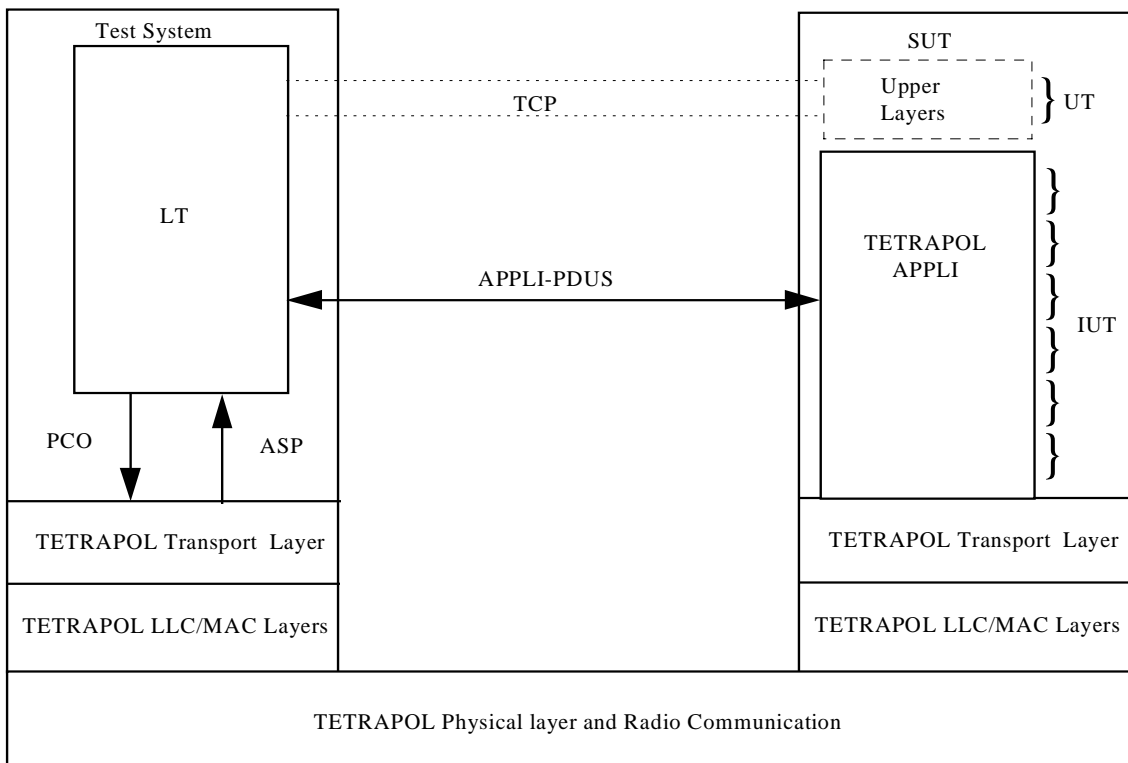 Test System
SUT
Upper
Layers
UT
TCP
LT
TETRAPOL
APPLI
APPLI-PDUS
IUT
PCO
ASP
TETRAPOL Transport Layer
TETRAPOL Transport Layer
TETRAPOL LLC/MAC Layers
TETRAPOL LLC/MAC Layers
TETRAPOL Physical layer and Radio Communication